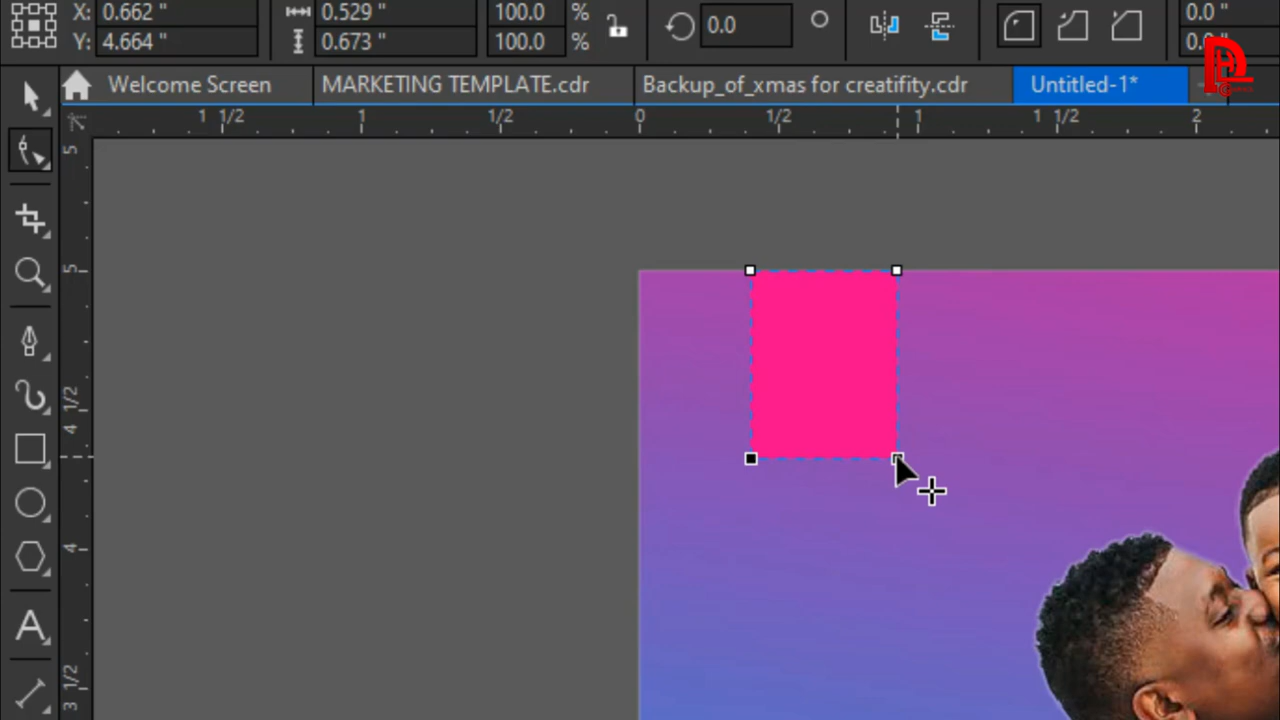 X: 0.662 " 0.529 " 100.0 % 0.0 0.0 "
Y: 4.664 " 0.673 " 100.0 %
Welcome Screen MARKETING TEMPLATE.cdr Backup_of_xmas for creatifity.cdr Untitled-1*
1 1/2 1 1/2 0 1/2 1 1 1/2 2
5
5
1/2
4
4
3 1/2